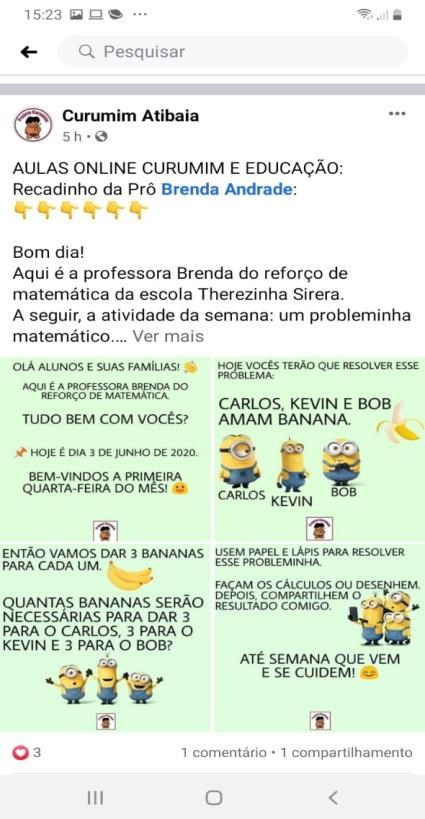 15:23
Pesquisar
Curumim Atibaia
5 h
AULAS ONLINE CURUMIM E EDUCAÇÃO:
Recadinho da Prô Brenda Andrade:
👇👇👇👇👇👇
Bom dia!
Aqui é a professora Brenda do reforço de
matemática da escola Therezinha Sirera.
A seguir, a atividade da semana: um probleminha
matemático.... Ver mais
OLÁ ALUNOS E SUAS FAMÍLIAS! 👋
AQUI É A PROFESSORA BRENDA DO
REFORÇO DE MATEMÁTICA.
TUDO BEM COM VOCÊS?
📌 HOJE É DIA 3 DE JUNHO DE 2020.
BEM-VINDOS A PRIMEIRA
QUARTA-FEIRA DO MÊS! 🙂
HOJE VOCÊS TERÃO QUE RESOLVER ESSE
PROBLEMA:
CARLOS, KEVIN E BOB
AMAM BANANA.
CARLOS
KEVIN
BOB
ENTÃO VAMOS DAR 3 BANANAS
PARA CADA UM.
QUANTAS BANANAS SERÃO
NECESSÁRIAS PARA DAR 3
PARA O CARLOS, 3 PARA O
KEVIN E 3 PARA O BOB?
USEM PAPEL E LÁPIS PARA RESOLVER
ESSE PROBLEMINHA.
FAÇAM OS CÁLCULOS OU DESENHEM.
DEPOIS, COMPARTILHEM O
RESULTADO COMIGO.
ATÉ SEMANA QUE VEM
E SE CUIDEM! 😊
3
1 comentário • 1 compartilhamento